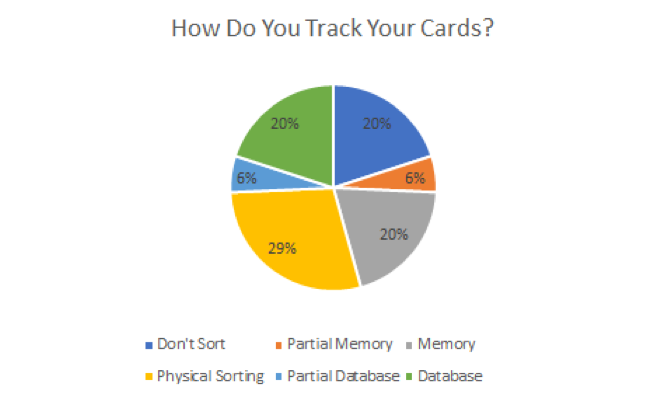 How Do You Track Your Cards?
20%
20%
6%
6%
20%
29%
Don't Sort Partial Memory Memory
Physical Sorting Partial Database Database